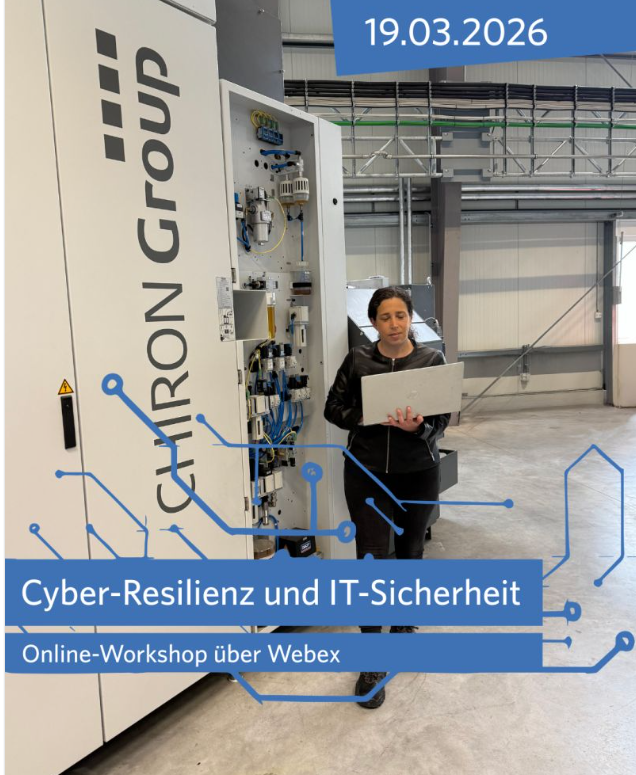 19.03.2026
CHIRON Group
Cyber-Resilienz und IT-Sicherheit
Online-Workshop über Webex